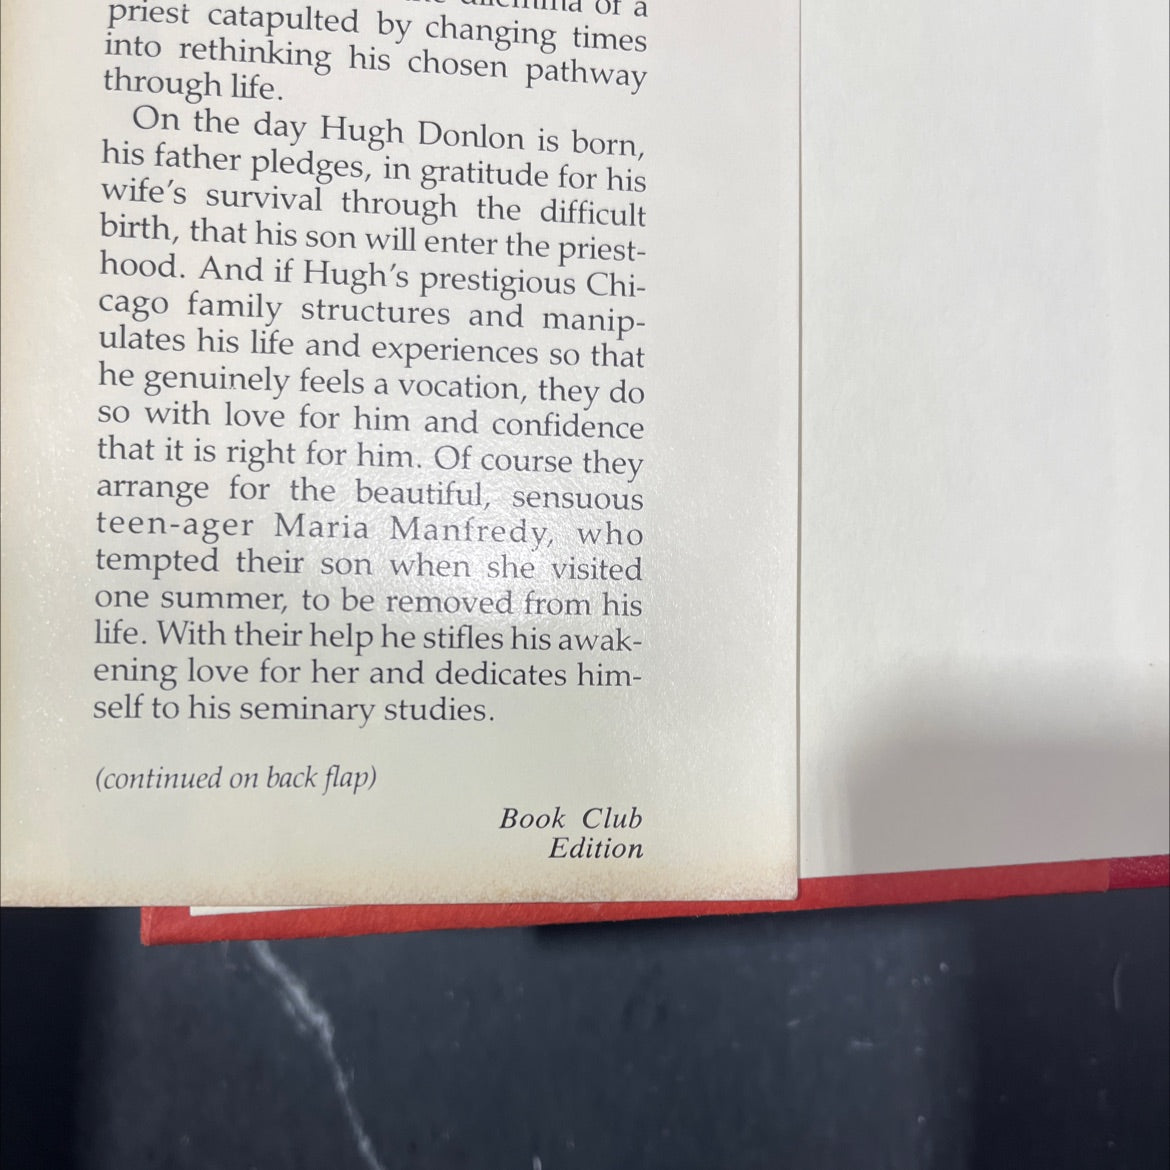 dilemma of a
priest catapulted by changing times
into rethinking his chosen pathway
through life.
On the day Hugh Donlon is born,
his father pledges, in gratitude for his
wife's survival through the difficult
birth, that his son will enter the priest-
hood. And if Hugh's prestigious Chi-
cago family structures and manip-
ulates his life and experiences so that
he genuinely feels a vocation, they do
so with love for him and confidence
that it is right for him. Of course they
arrange for the beautiful, sensuous
teen-ager Maria Manfredy, who
tempted their son when she visited
one summer, to be removed from his
life. With their help he stifles his awak-
ening love for her and dedicates him-
self to his seminary studies.
(continued on back flap)
Book Club
Edition